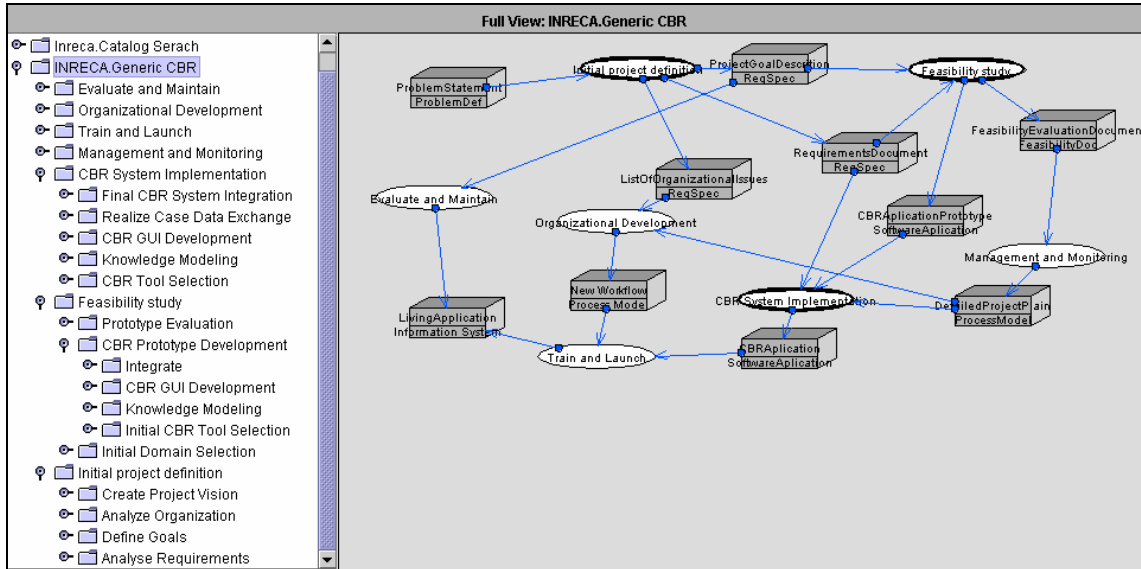 Full View: INRECA.Generic CBR
Inreca.Catalog Serach
INRECA.Generic CBR
Evaluate and Maintain
Organizational Development
Train and Launch
Management and Monitoring
CBR System Implementation
Final CBR System Integration
Realize Case Data Exchange
CBR GUI Development
Knowledge Modeling
CBR Tool Selection
Feasibility study
Prototype Evaluation
CBR Prototype Development
Integrate
CBR GUI Development
Knowledge Modeling
Initial CBR Tool Selection
Initial Domain Selection
Initial project definition
Create Project Vision
Analyze Organization
Define Goals
Analyse Requirements
ProblemStatement
ProblemDef
Initial project definition
ProjectGoalDescrition
ReqSpec
Feasibility study
FeasibilityEvaluationDocument
FeasibilityDoc
RequirementsDocument
ReqSpec
ListOfOrganizationalIssues
ReqSpec
Evaluate and Maintain
Organizational Development
CBRAplicationPrototype
SoftwareAplication
Management and Monitering
New Workflow
Process Model
CBR System Implementation
DetailedProjectPlain
ProcessModel
LivingApplication
Information System
Train and Launch
CBRAplication
SoftwareAplication